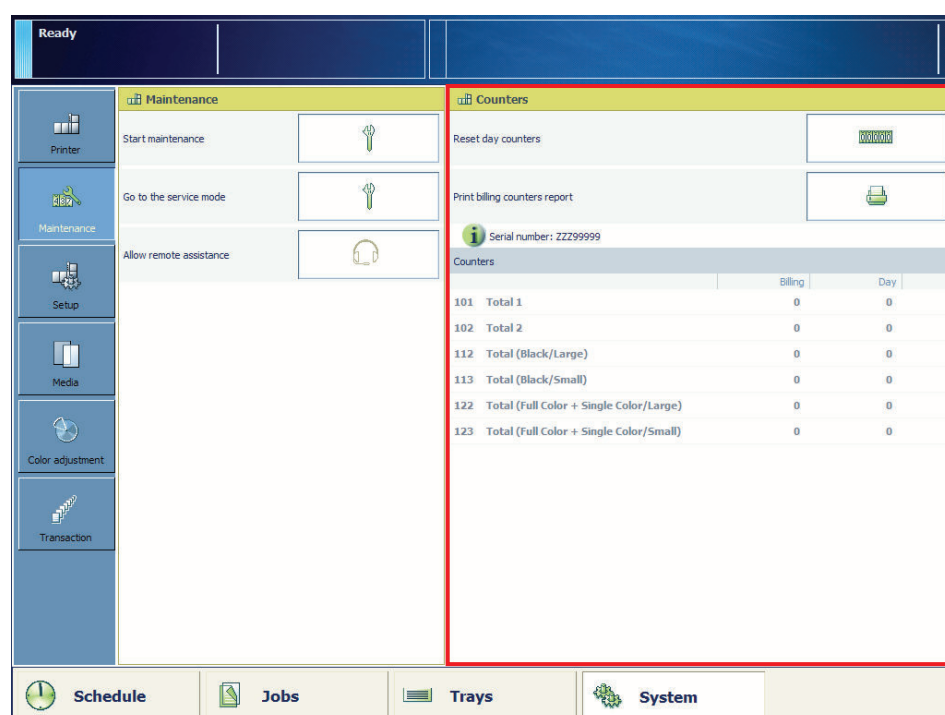 Ready
Printer
Maintenance
Setup
Media
Color adjustment
Transaction
Maintenance
Start maintenance
Go to the service mode
Allow remote assistance
Counters
Reset day counters
Print billing counters report
Serial number: ZZZ99999
Counters
Billing Day
101 Total 1 0 0
102 Total 2 0 0
112 Total (Black/Large) 0 0
113 Total (Black/Small) 0 0
122 Total (Full Color + Single Color/Large) 0 0
123 Total (Full Color + Single Color/Small) 0 0
Schedule Jobs Trays System